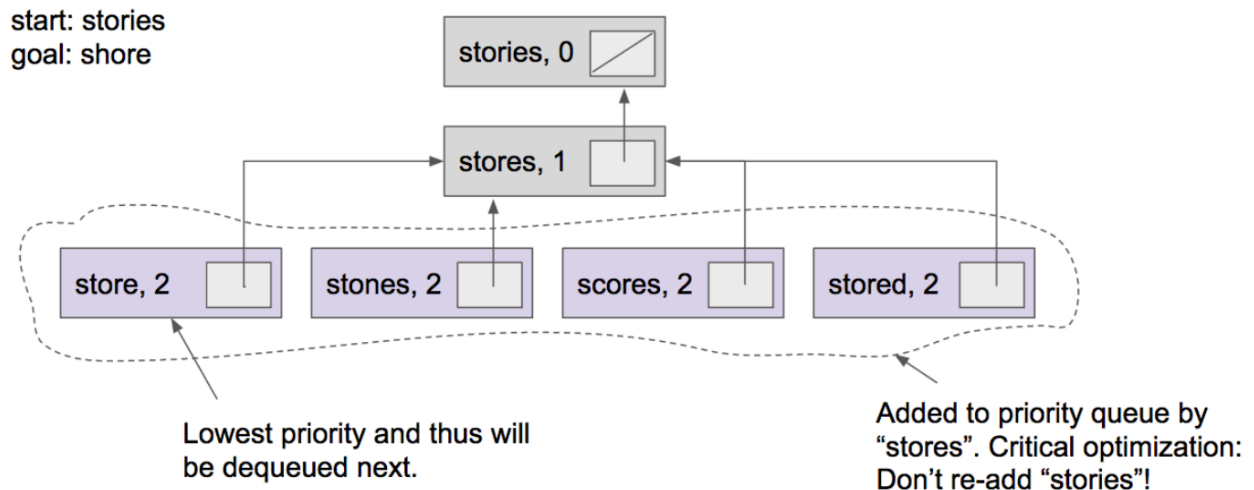 start: stories
goal: shore
stories, 0
stores, 1
store, 2
stones, 2
scores, 2
stored, 2
Lowest priority and thus will
be dequeued next.
Added to priority queue by
“stores”. Critical optimization:
Don’t re-add “stories”!